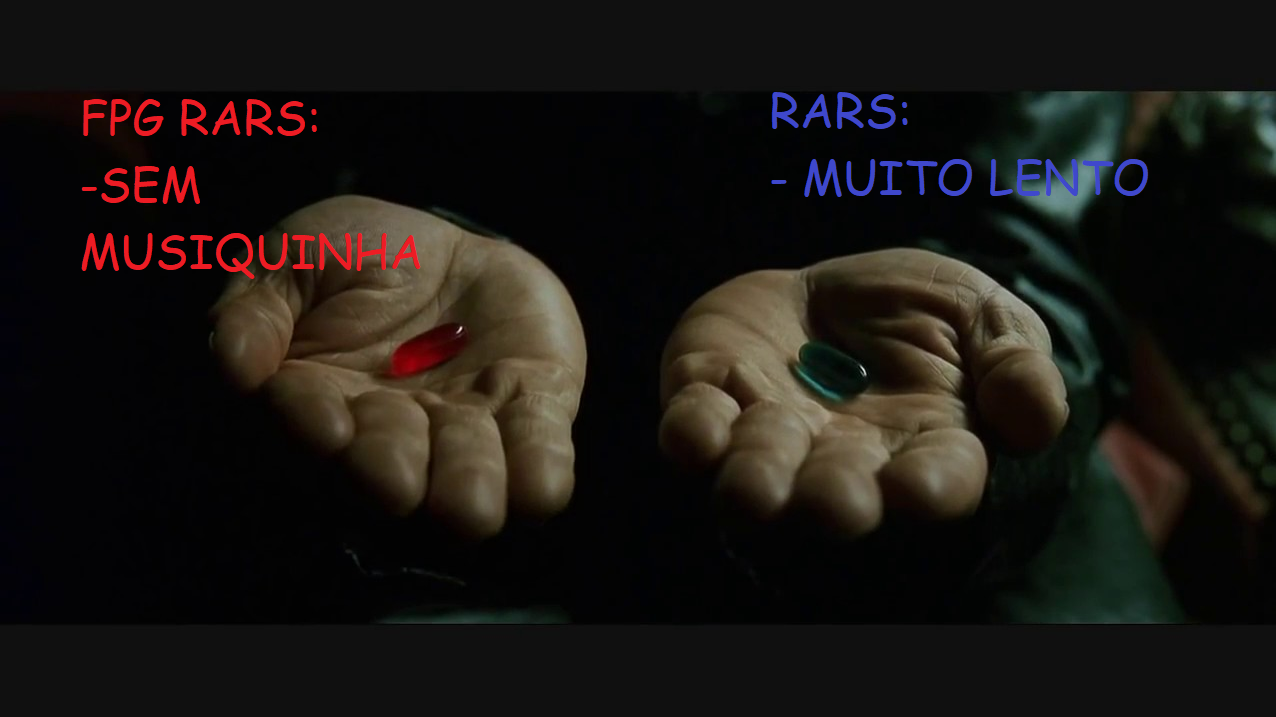 FPG RARS:
-SEM
MUSIQUINHA
RARS:
- MUITO LENTO